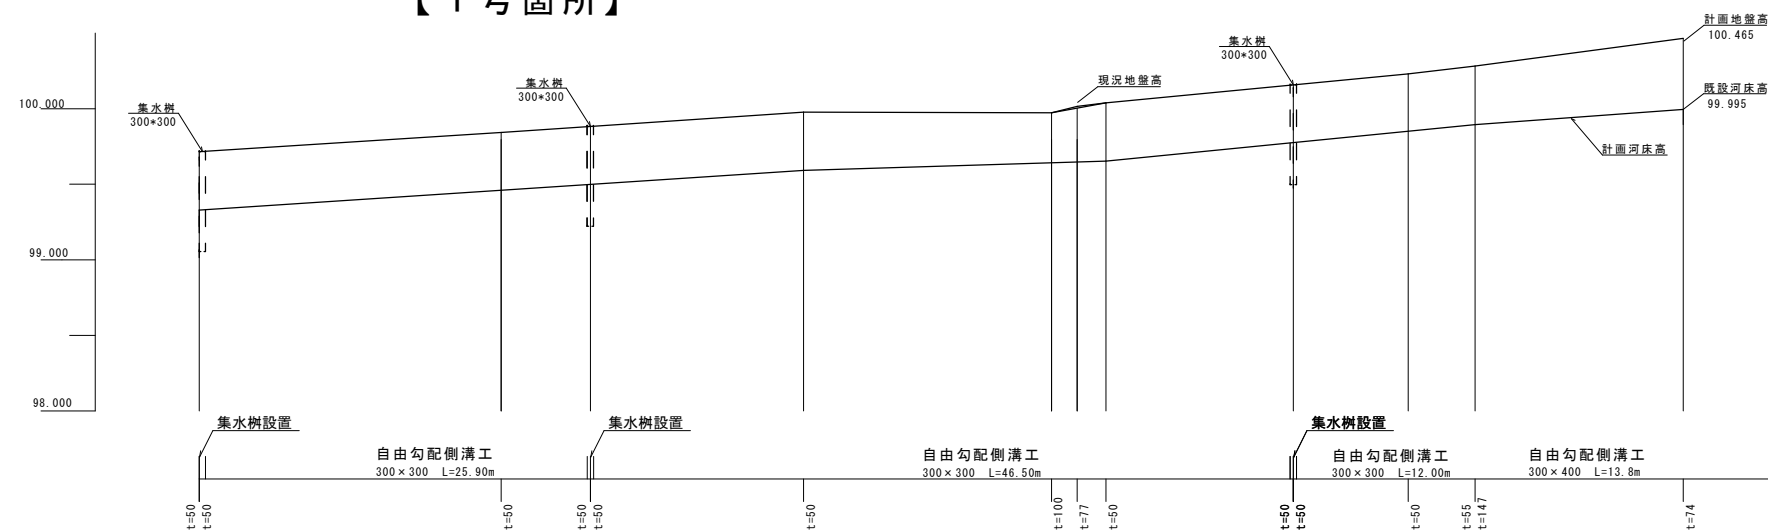 【１号箇所】
計画地盤高
100.465
集水桝
300*300
集水桝
300*300
現況地盤高
既設河床高
99.995
集水桝
300*300
100.000
計画河床高
99.000
98.000
集水桝設置
集水桝設置
集水桝設置
自由勾配側溝工
300×300 L=25.90m
自由勾配側溝工
300×300 L=46.50m
自由勾配側溝工
300×300 L=12.00m
自由勾配側溝工
300×400 L=13.8m
t=50
t=50
t=50
t=50
t=50
t=50
t=100
t=77
t=50
t=50
t=50
t=50
t=55
t=147
t=74